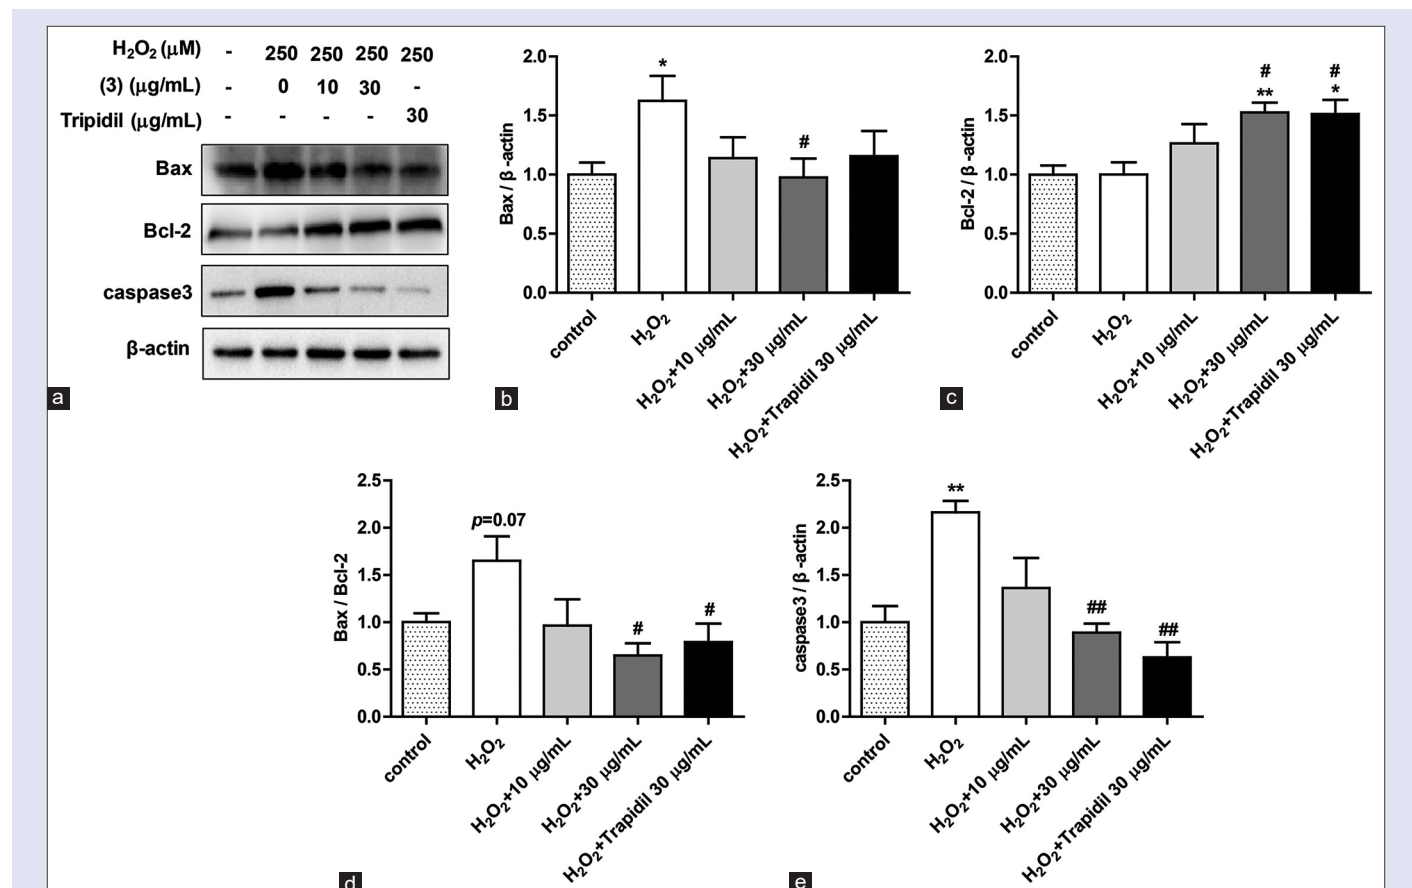 H₂O₂ (μM) - 250 250 250 250
(3) (μg/mL) - 0 10 30 -
Tripidil (μg/mL) - - - - 30
Bax
Bcl-2
caspase3
β-actin
a
2.0
1.5
1.0
0.5
0.0
Bax / β -actin
*
#
control
H₂O₂
H₂O₂+10 μg/mL
H₂O₂+30 μg/mL
H₂O₂+Trapidil 30 μg/mL
b
2.0
1.5
1.0
0.5
0.0
Bcl-2 / β -actin
# #
** *
control
H₂O₂
H₂O₂+10 μg/mL
H₂O₂+30 μg/mL
H₂O₂+Trapidil 30 μg/mL
c
2.5
2.0
1.5
1.0
0.5
0.0
Bax / Bcl-2
p=0.07
#
#
control
H₂O₂
H₂O₂+10 μg/mL
H₂O₂+30 μg/mL
H₂O₂+Trapidil 30 μg/mL
d
2.5
2.0
1.5
1.0
0.5
0.0
caspase3 / β -actin
**
##
##
control
H₂O₂
H₂O₂+10 μg/mL
H₂O₂+30 μg/mL
H₂O₂+Trapidil 30 μg/mL
e